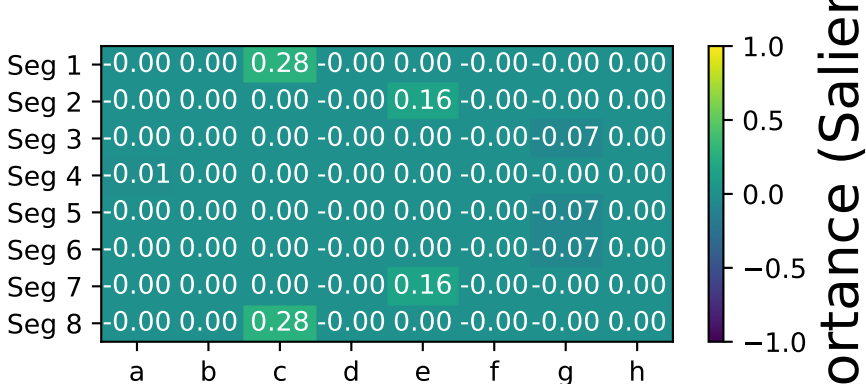 Seg 1 -0.00 0.00 0.28 -0.00 0.00 -0.00 -0.00 0.00
Seg 2 -0.00 0.00 0.00 -0.00 0.16 -0.00 -0.00 0.00
Seg 3 -0.00 0.00 0.00 -0.00 0.00 -0.00 -0.07 0.00
Seg 4 -0.01 0.00 0.00 -0.00 0.00 -0.00 -0.00 0.00
Seg 5 -0.00 0.00 0.00 -0.00 0.00 -0.00 -0.07 0.00
Seg 6 -0.00 0.00 0.00 -0.00 0.00 -0.00 -0.07 0.00
Seg 7 -0.00 0.00 0.00 -0.00 0.16 -0.00 -0.00 0.00
Seg 8 -0.00 0.00 0.28 -0.00 0.00 -0.00 -0.00 0.00
a b c d e f g h
1.0
0.5
0.0
−0.5
−1.0
ortance (Salien